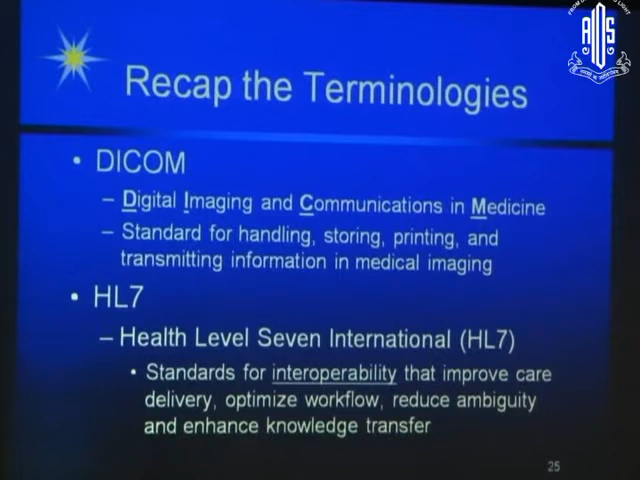 Recap the Terminologies
• DICOM
– Digital Imaging and Communications in Medicine
– Standard for handling, storing, printing, and
transmitting information in medical imaging
• HL7
– Health Level Seven International (HL7)
• Standards for interoperability that improve care
delivery, optimize workflow, reduce ambiguity
and enhance knowledge transfer
25